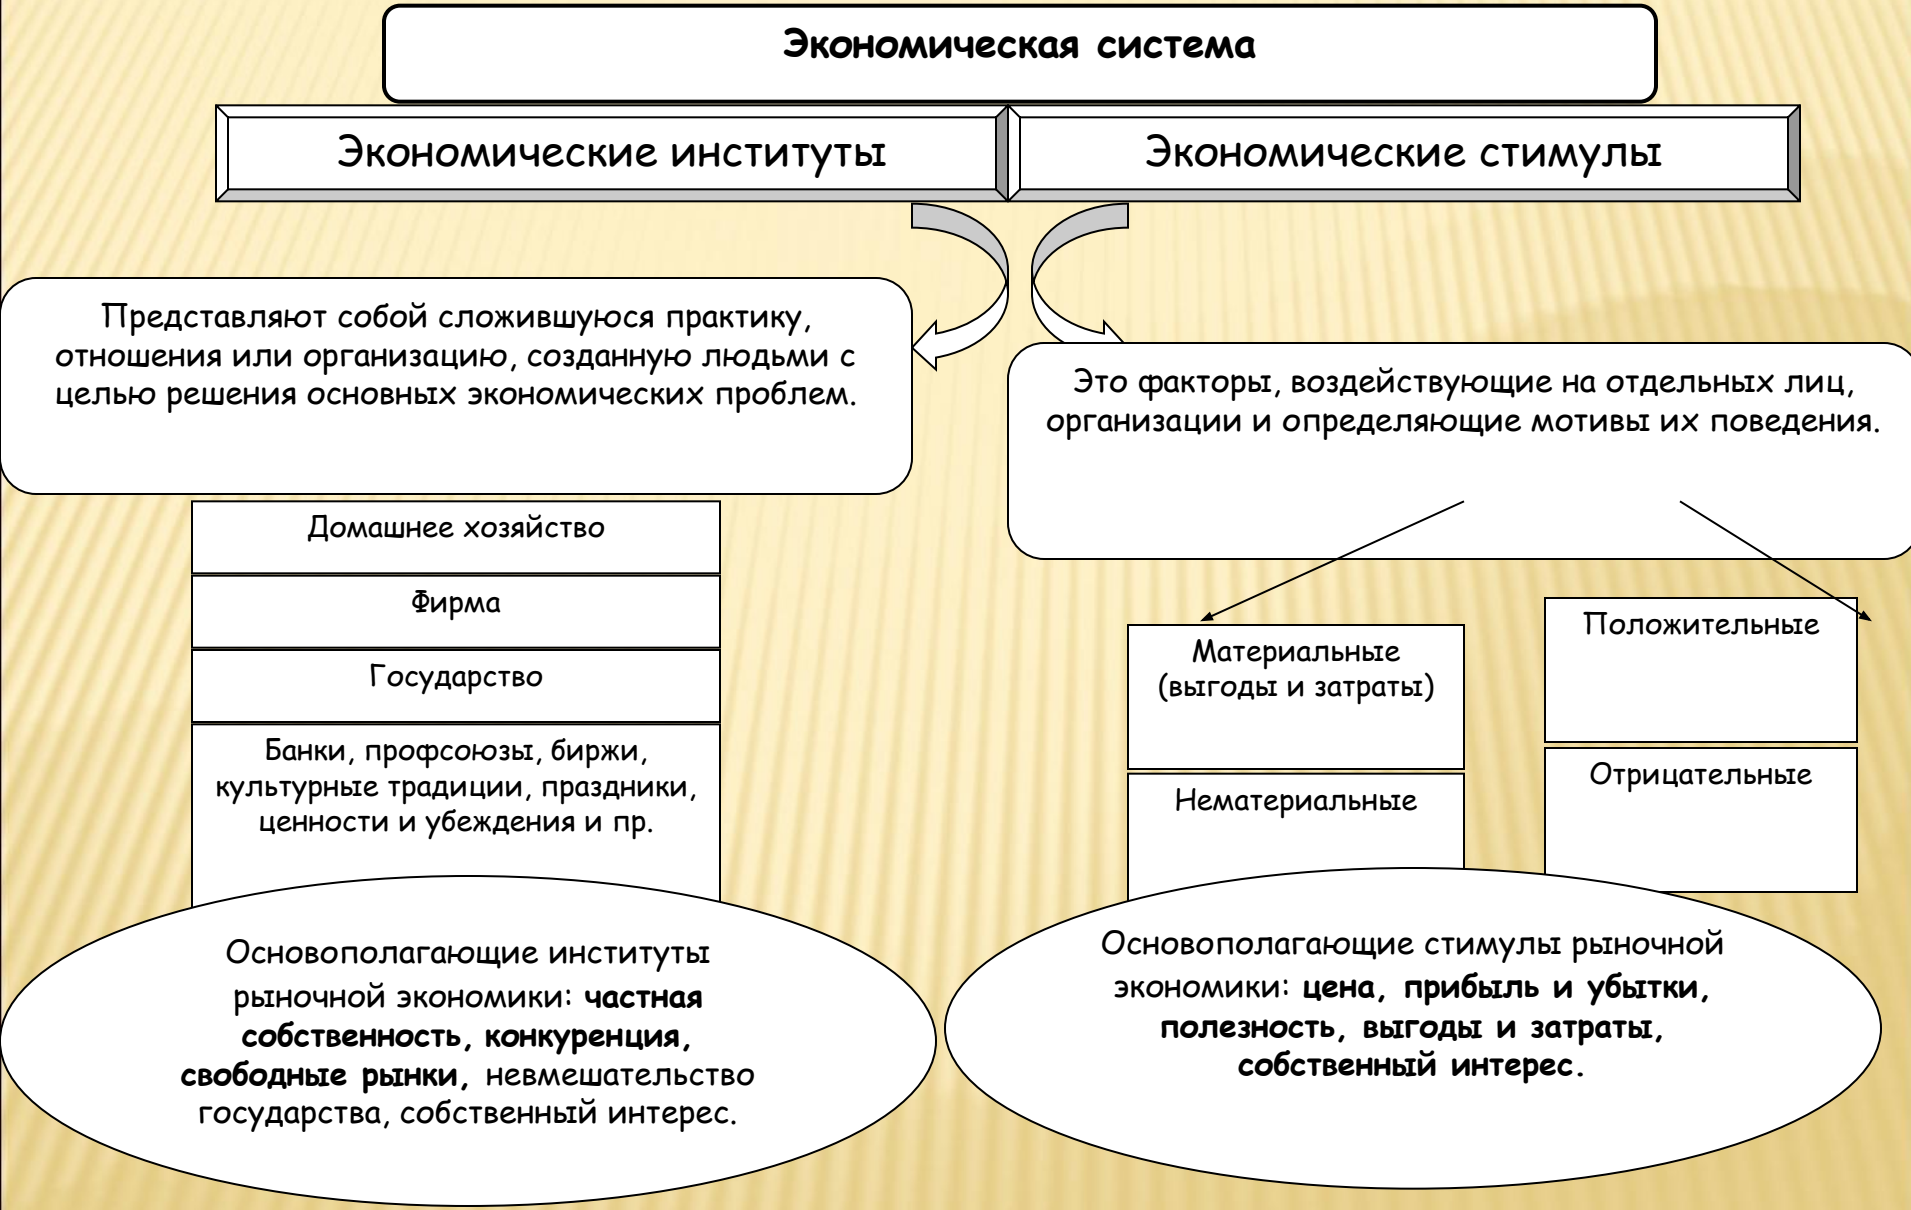 Экономическая система
Экономические институты
Экономические стимулы
Представляют собой сложившуюся практику,
отношения или организацию, созданную людьми с
целью решения основных экономических проблем.
Это факторы, воздействующие на отдельных лиц,
организации и определяющие мотивы их поведения.
Домашнее хозяйство
Фирма
Государство
Банки, профсоюзы, биржи,
культурные традиции, праздники,
ценности и убеждения и пр.
Материальные
(выгоды и затраты)
Нематериальные
Положительные
Отрицательные
Основополагающие институты
рыночной экономики: частная
собственность, конкуренция,
свободные рынки, невмешательство
государства, собственный интерес.
Основополагающие стимулы рыночной
экономики: цена, прибыль и убытки,
полезность, выгоды и затраты,
собственный интерес.